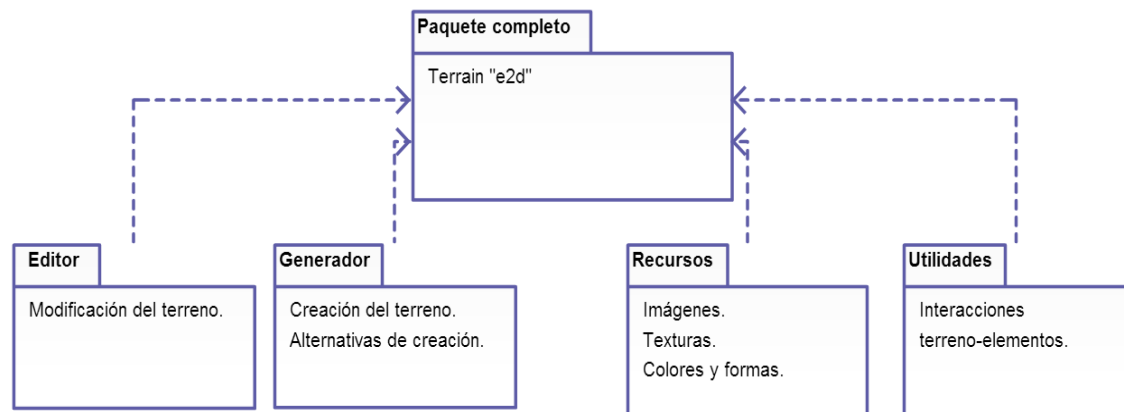 Paquete completo
Terrain "e2d"
Editor
Modificación del terreno.
Generador
Creación del terreno.
Alternativas de creación.
Recursos
Imágenes.
Texturas.
Colores y formas.
Utilidades
Interacciones
terreno-elementos.